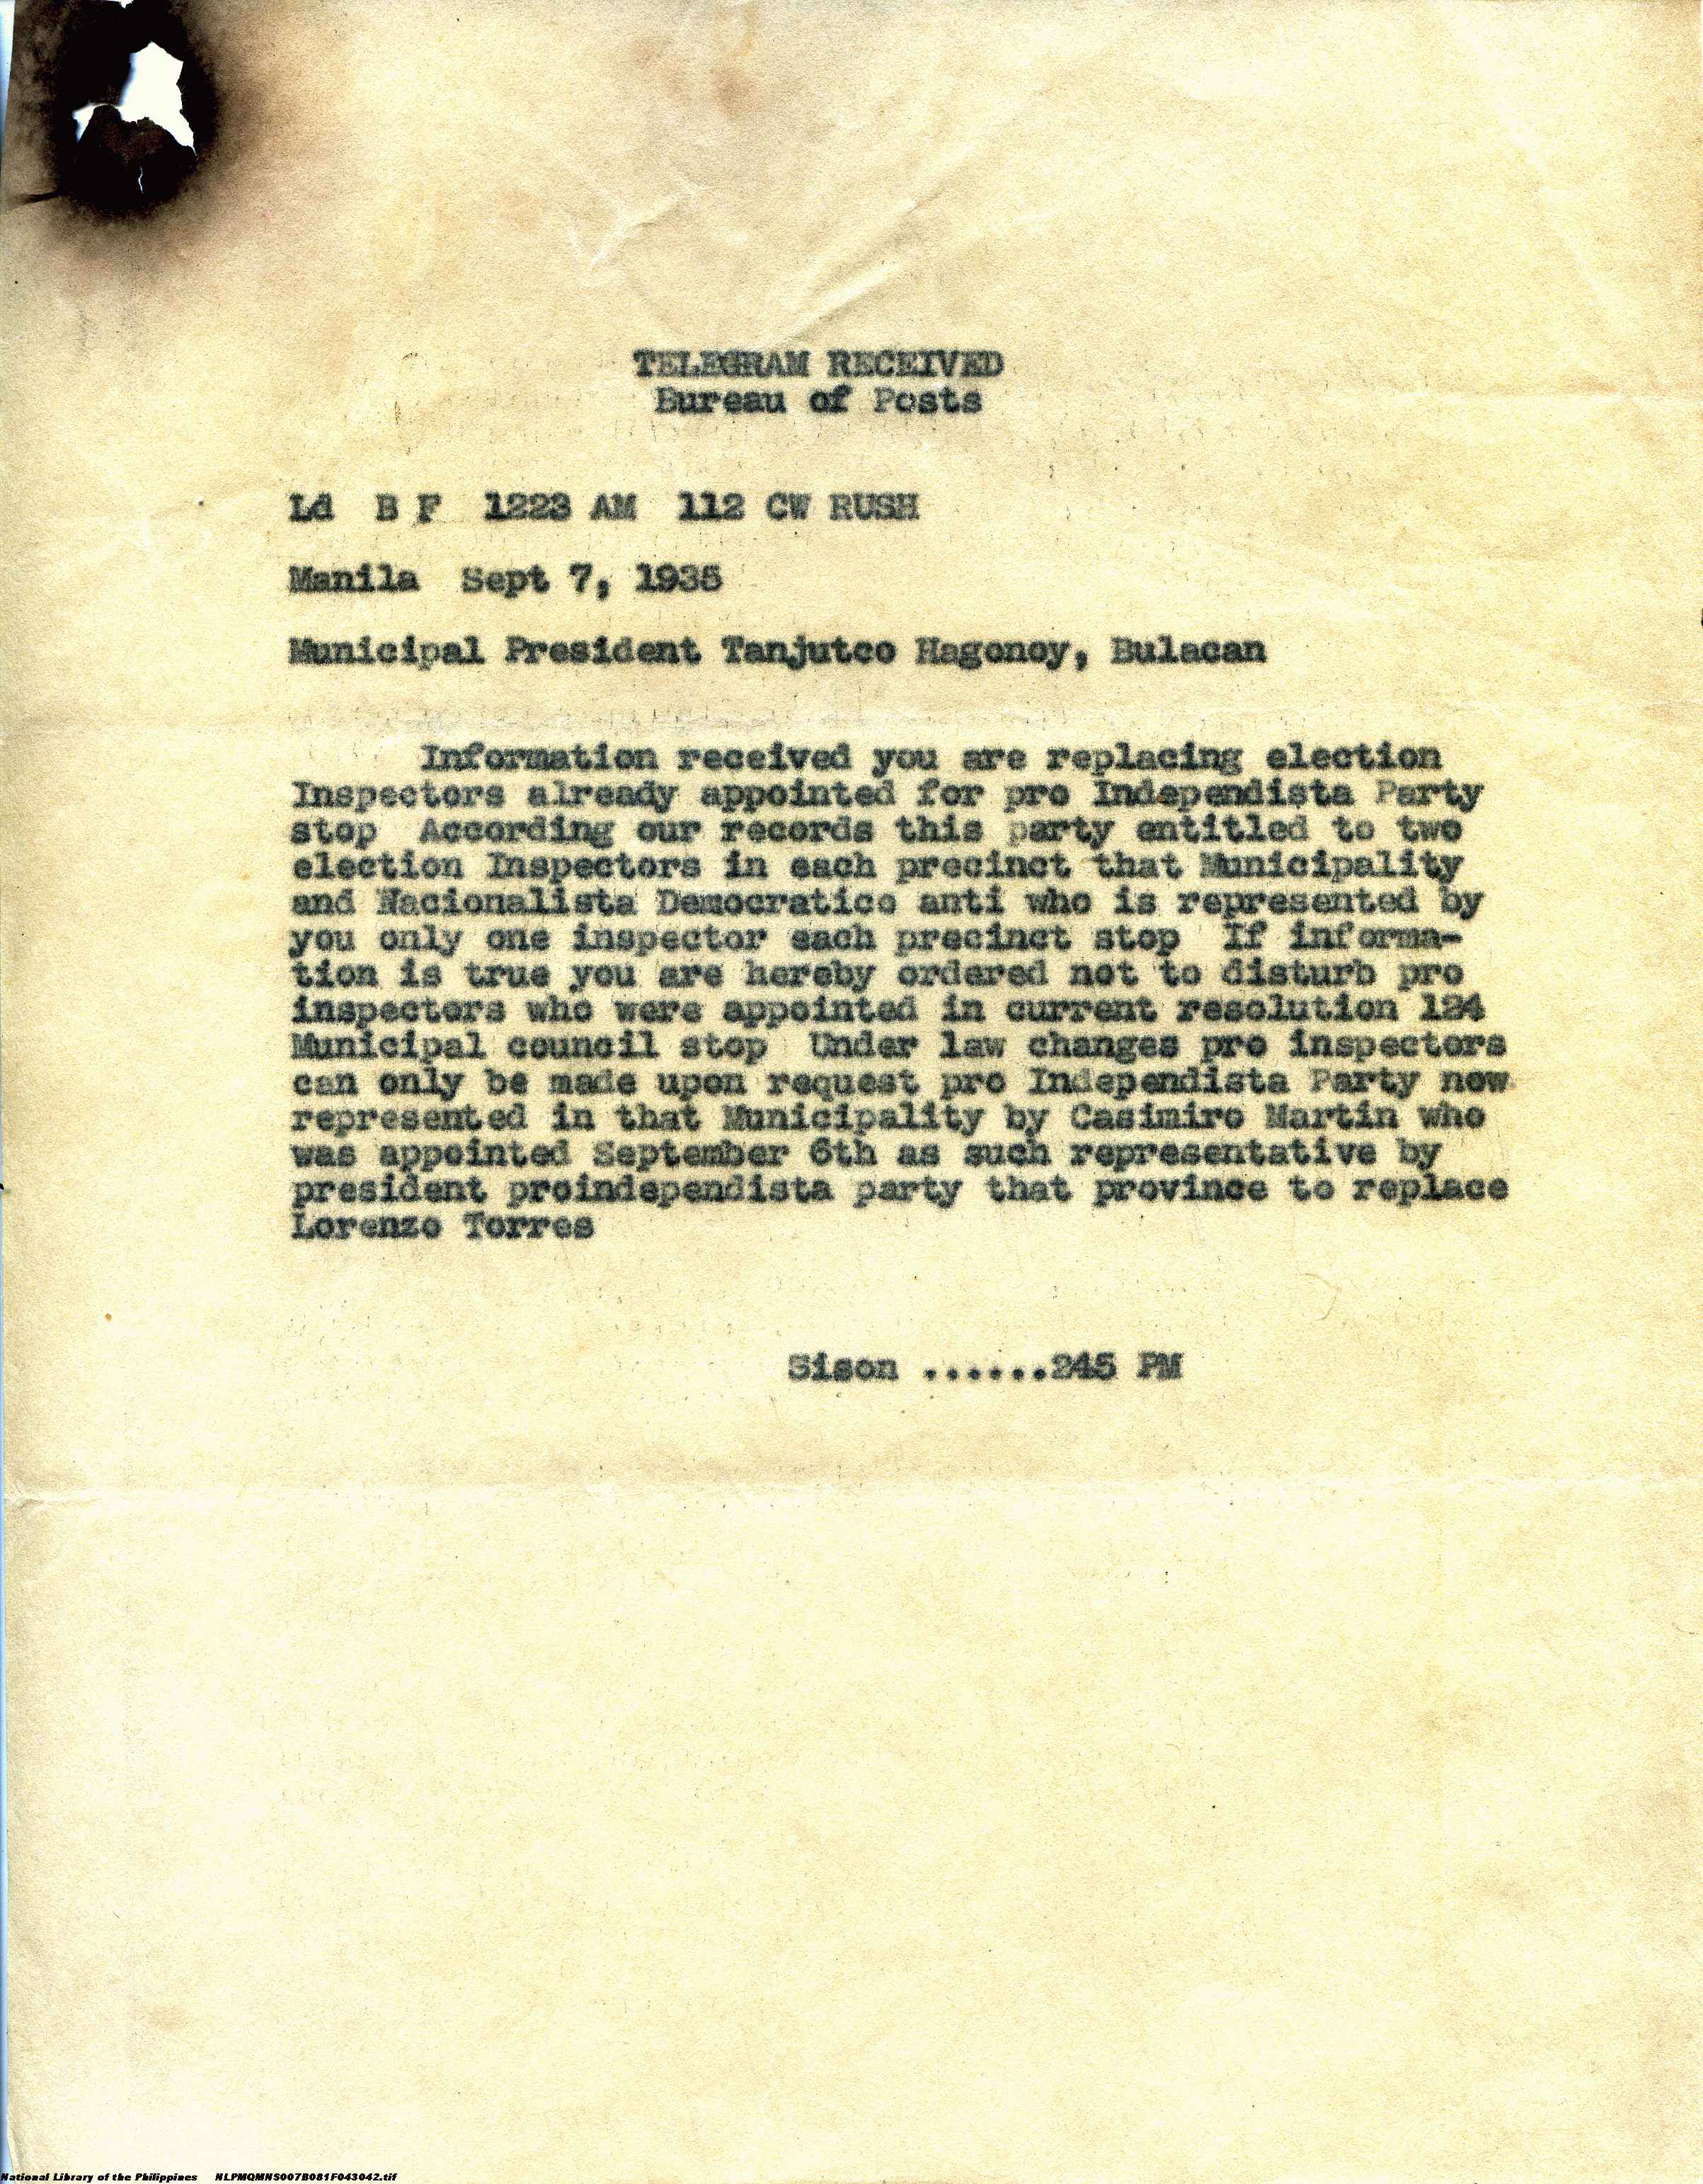 TELEGRAM RECEIVED
Bureau of Posts
Ld B F 1223 AM 112 CW RUSH
Manila Sept 7, 1935
Municipal President Tanjutco Hagonoy, Bulacan
Information received you are replacing election
Inspectors already appointed for pro Independista Party
stop According our records this party entitled to two
election Inspectors in each precinct that Municipality
and Nacionalista Democratico anti who is represented by
you only one inspector each precinct stop If informa-
tion is true you are hereby ordered not to disturb pro
inspectors who were appointed in current resolution 124
Municipal council stop Under law changes pro inspectors
can only be made upon request pro Independista Party now
represented in that Municipality by Casimiro Martin who
was appointed September 6th as such representative by
president proindependista party that province to replace
Lorenzo Torres
Sison ......245 PM
National Library of the Philippines NLPMQMNS007B081F043042.tif